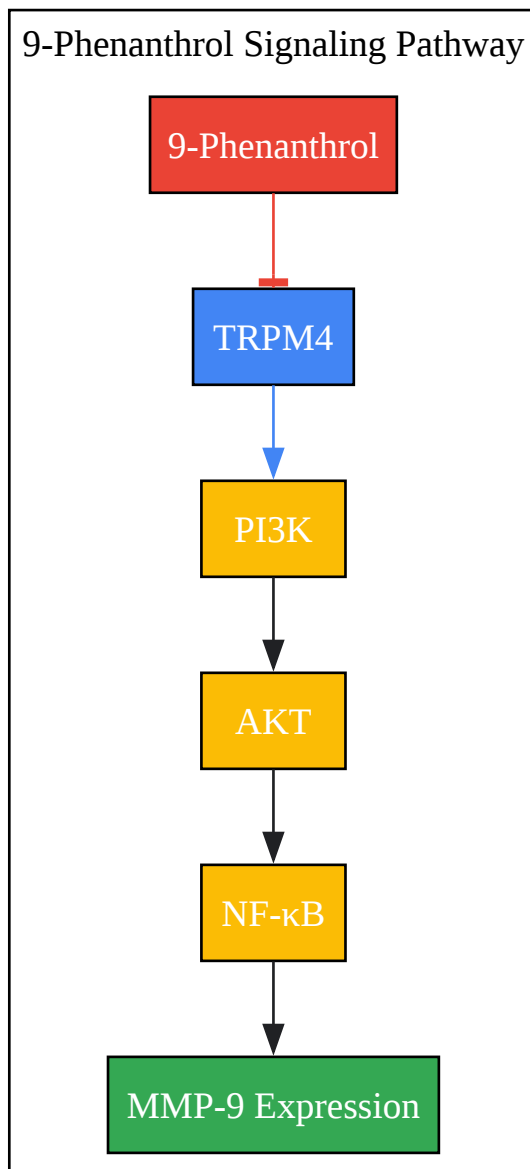 9-Phenanthrol Signaling Pathway
9-Phenanthrol
TRPM4
PI3K
AKT
NF-κB
MMP-9 Expression